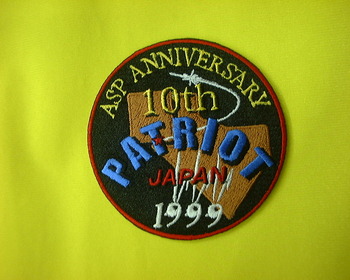 ASP ANNIVERSARY
10th
PATRIOT
JAPAN
1999